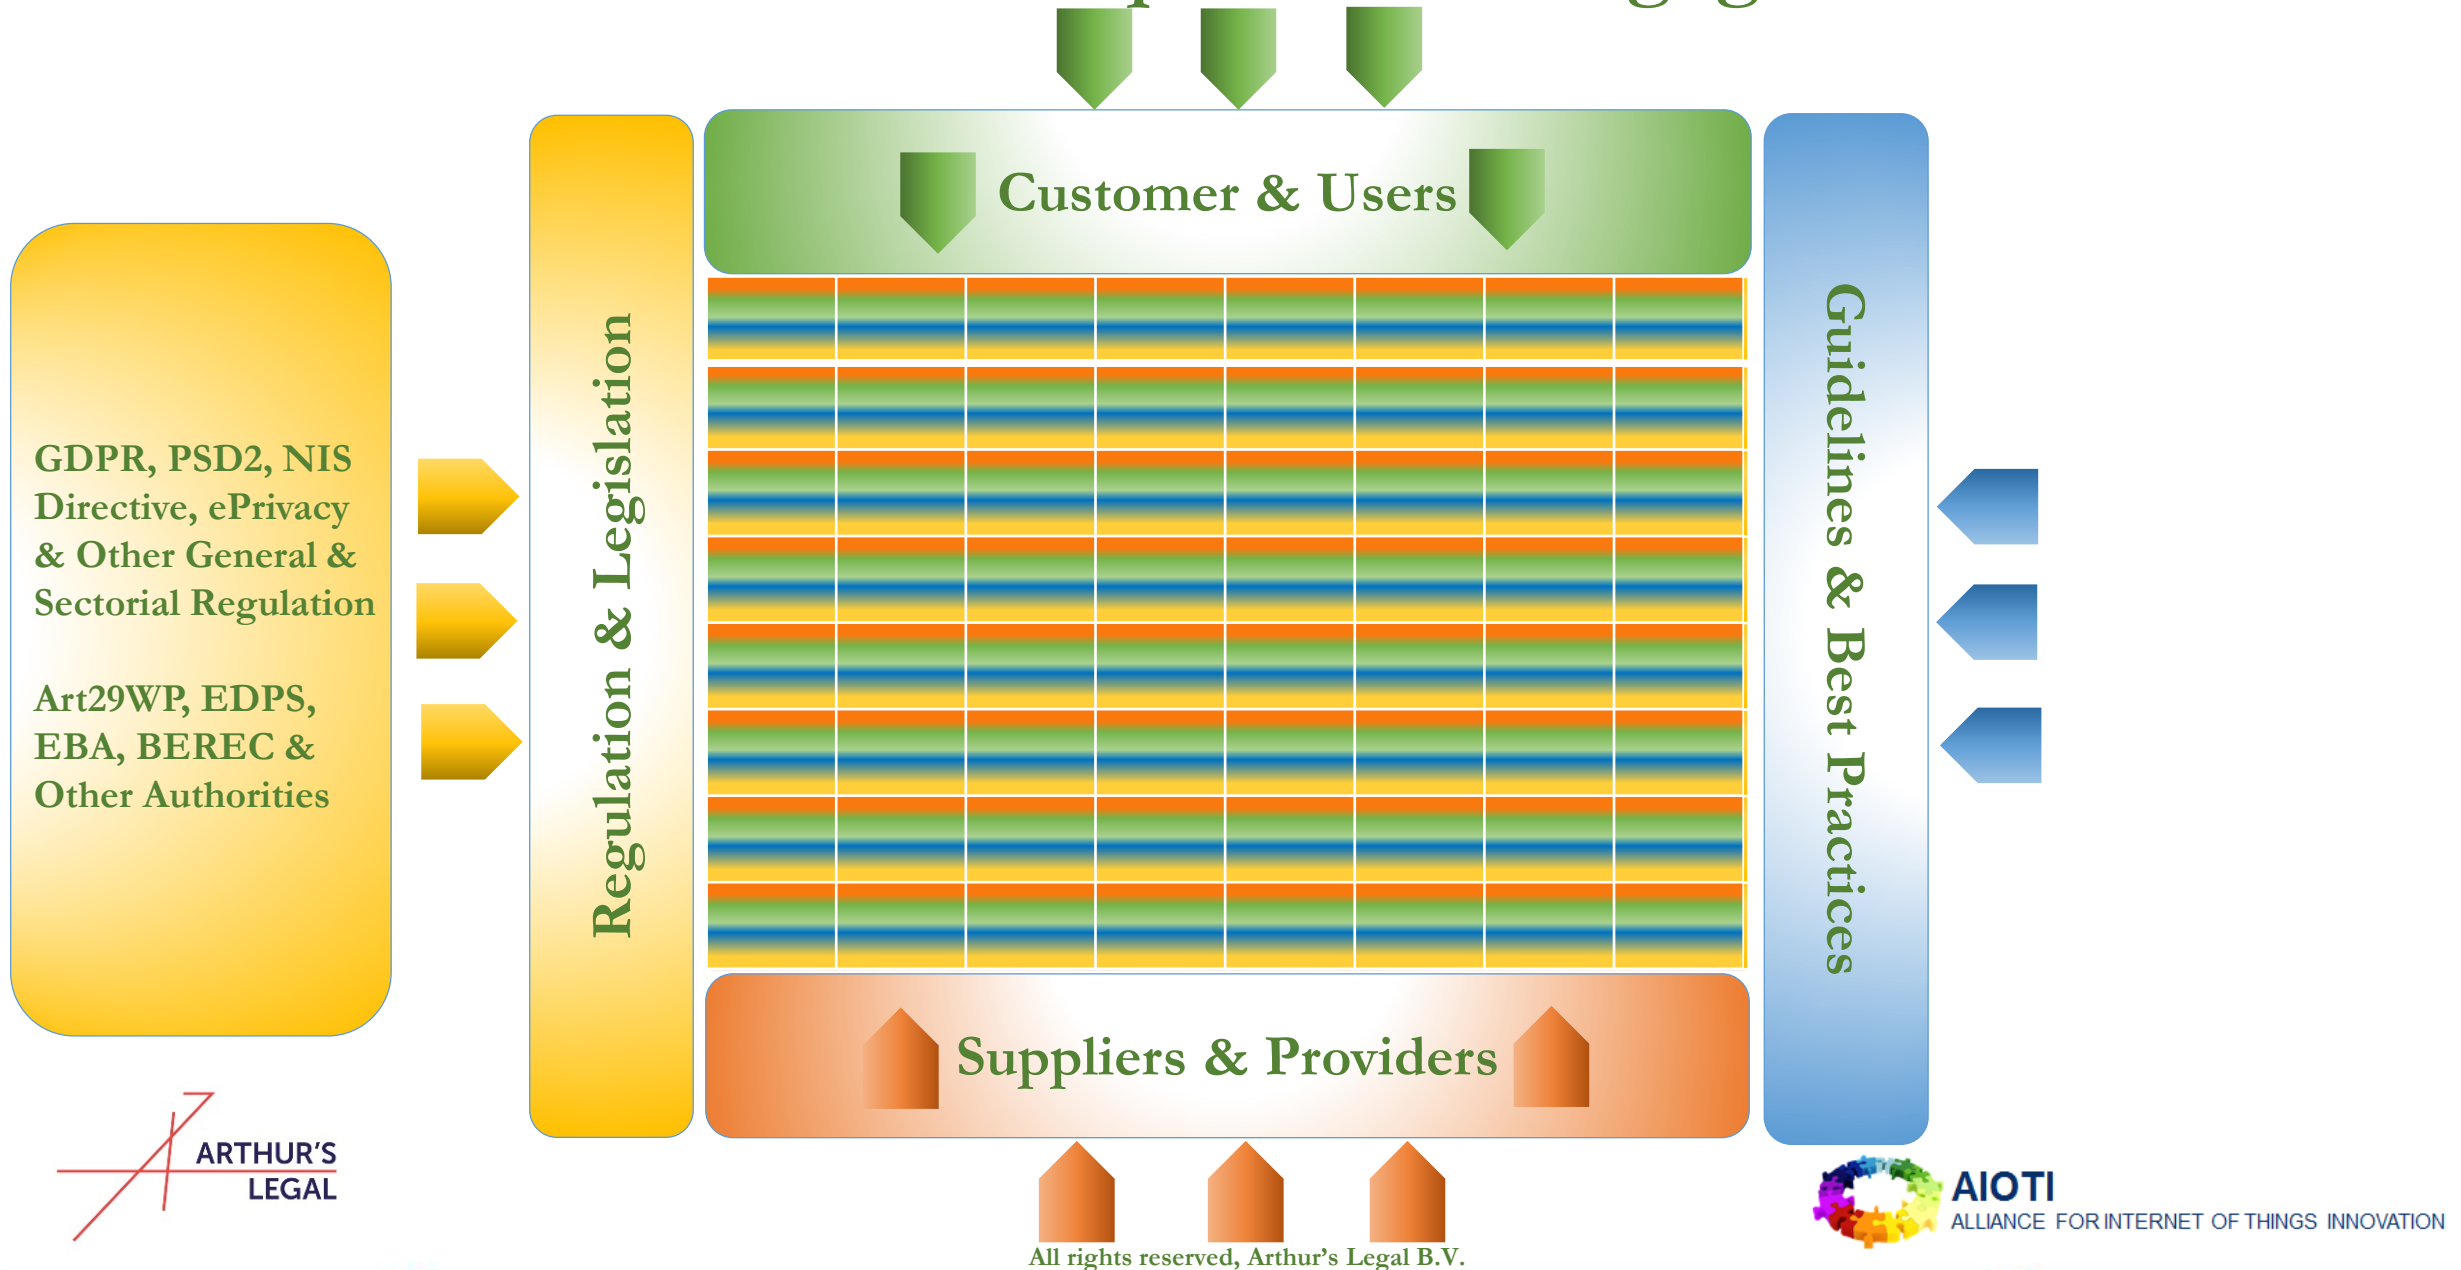 Customer & Users
Regulation & Legislation
Guidelines & Best Practices
GDPR, PSD2, NIS
Directive, ePrivacy
& Other General &
Sectorial Regulation
Art29WP, EDPS,
EBA, BEREC &
Other Authorities
Suppliers & Providers
ARTHUR’S
LEGAL
AIOTI
ALLIANCE FOR INTERNET OF THINGS INNOVATION
All rights reserved, Arthur’s Legal B.V.